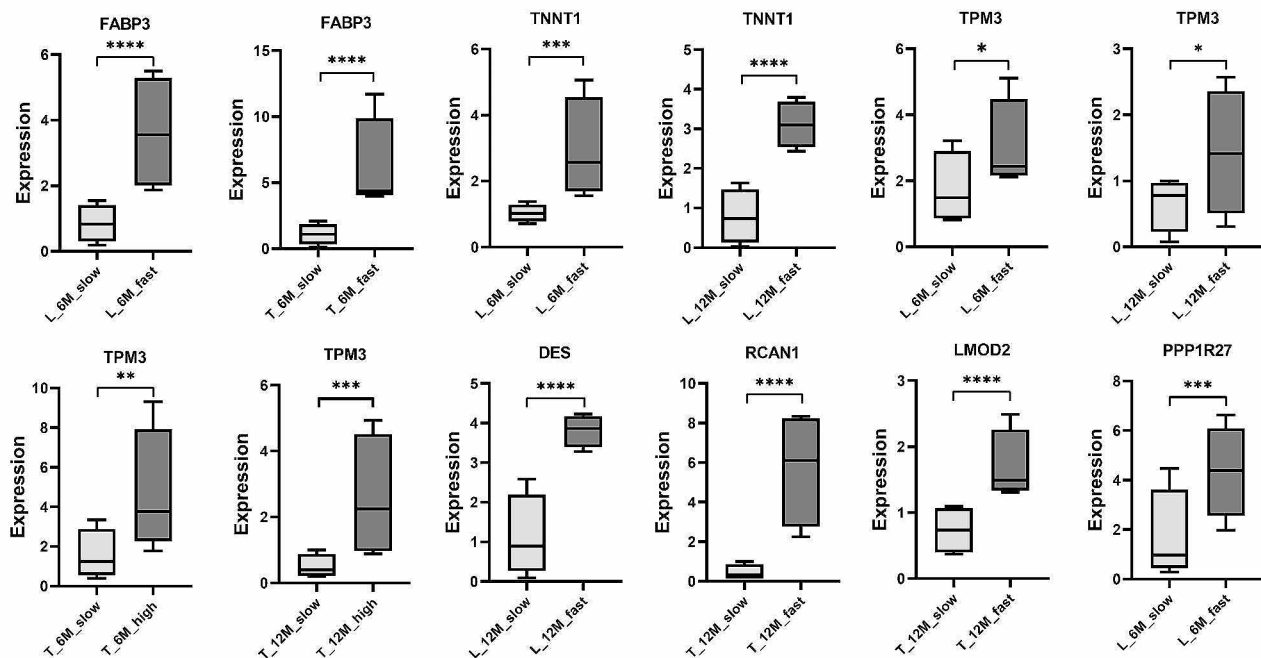 FABP3
****
Expression
6
4
2
0
L_6M_slow
L_6M_fast
FABP3
****
Expression
15
10
5
0
T_6M_slow
T_6M_fast
TNNT1
***
Expression
6
4
2
0
L_6M_slow
L_6M_fast
TNNT1
****
Expression
5
4
3
2
1
0
L_12M_slow
L_12M_fast
TPM3
*
Expression
6
4
2
0
L_6M_slow
L_6M_fast
TPM3
*
Expression
3
2
1
0
L_12M_slow
L_12M_fast
TPM3
**
Expression
10
8
6
4
2
0
T_6M_slow
T_6M_high
TPM3
***
Expression
6
4
2
0
T_12M_slow
T_12M_high
DES
****
Expression
5
4
3
2
1
0
L_12M_slow
L_12M_fast
RCAN1
****
Expression
10
8
6
4
2
0
T_12M_slow
T_12M_fast
LMOD2
****
Expression
3
2
1
0
T_12M_slow
T_12M_fast
PPP1R27
***
Expression
8
6
4
2
0
L_6M_slow
L_6M_fast